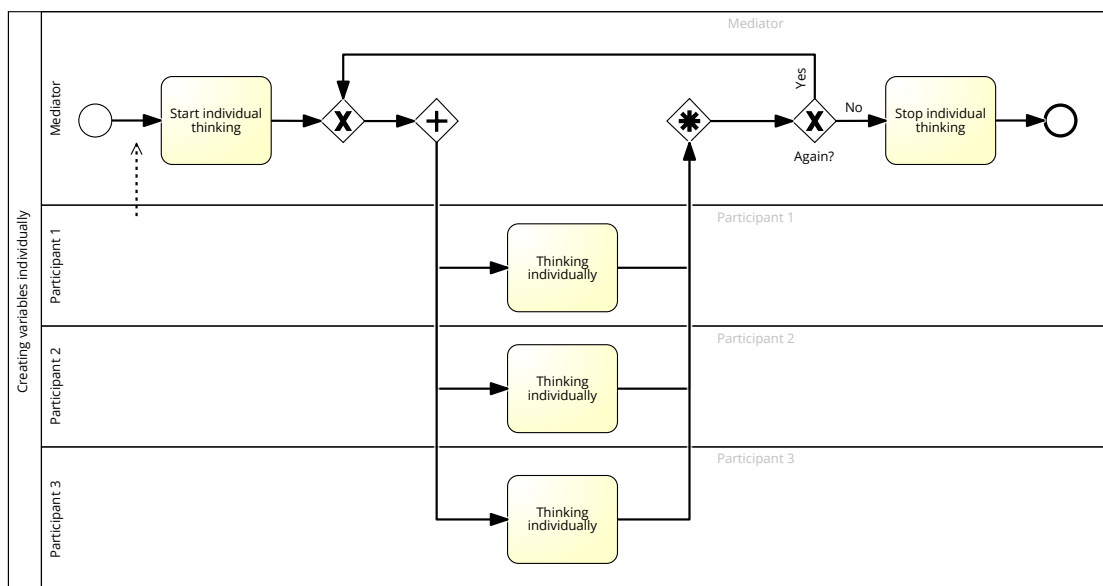 Creating variables individually
Mediator
Mediator
Start individual
thinking
Yes
No
Again?
Stop individual
thinking
Participant 1
Participant 1
Thinking
individually
Participant 2
Participant 2
Thinking
individually
Participant 3
Participant 3
Thinking
individually